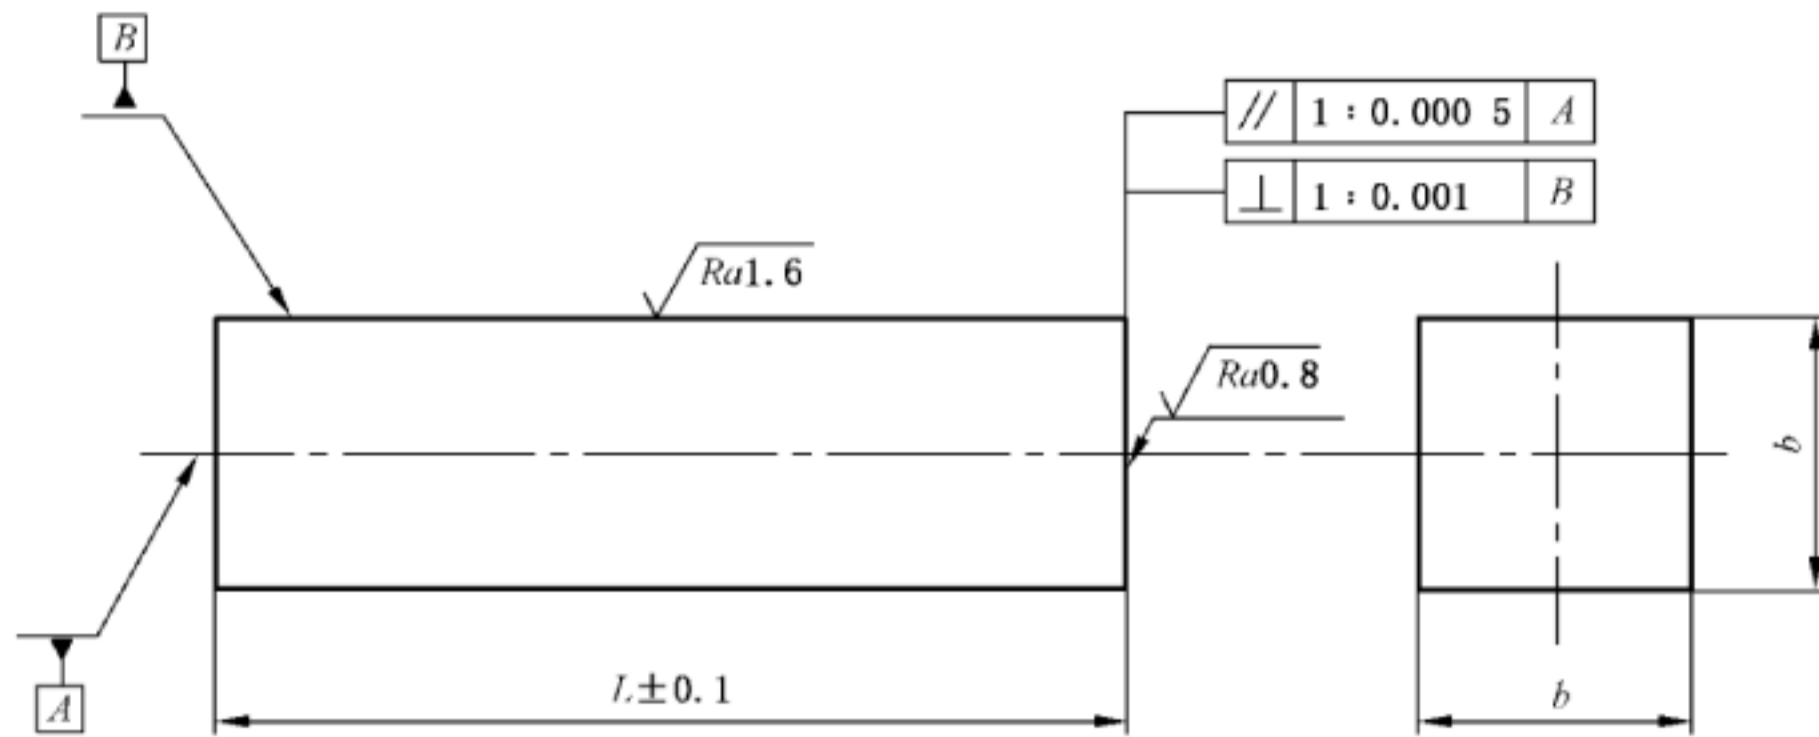 B
// 1 : 0.000 5 A
⊥ 1 : 0.001 B
Ra1.6
Ra0.8
b
A
L±0.1
b